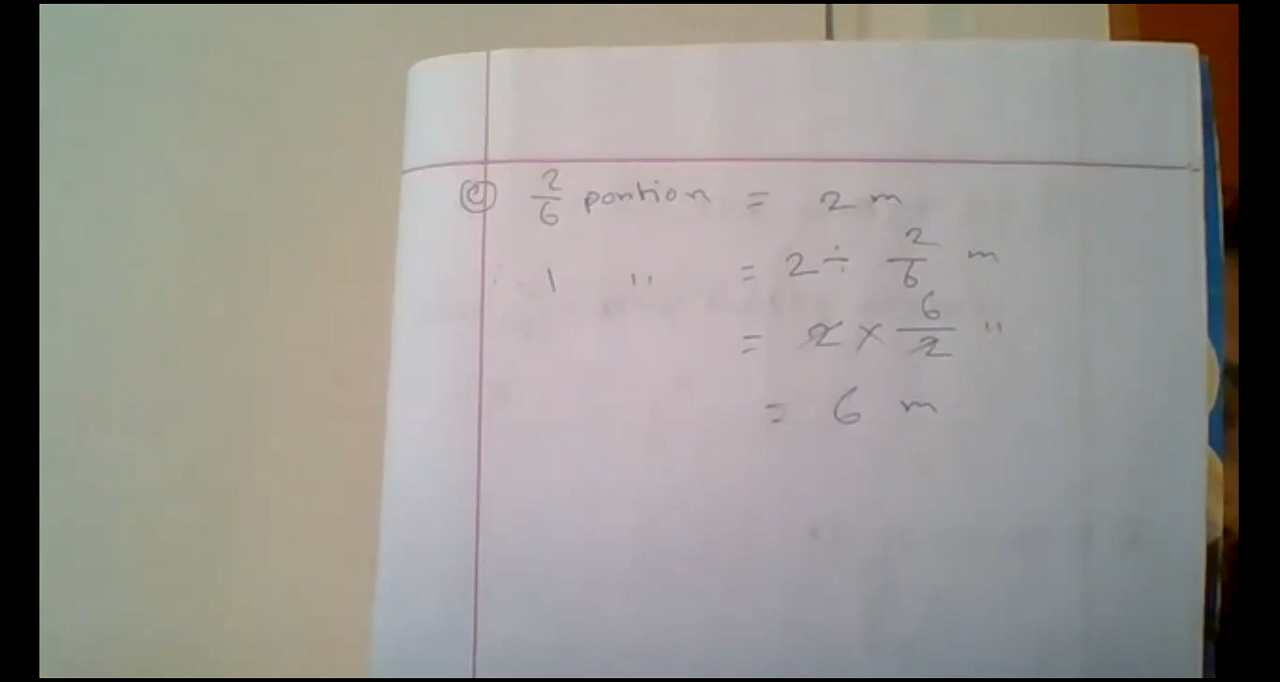 ⓒ 2/6 portion = 2 m
1 " = 2 ÷ 2/6 m
= 2 × 6/2 "
= 6 m